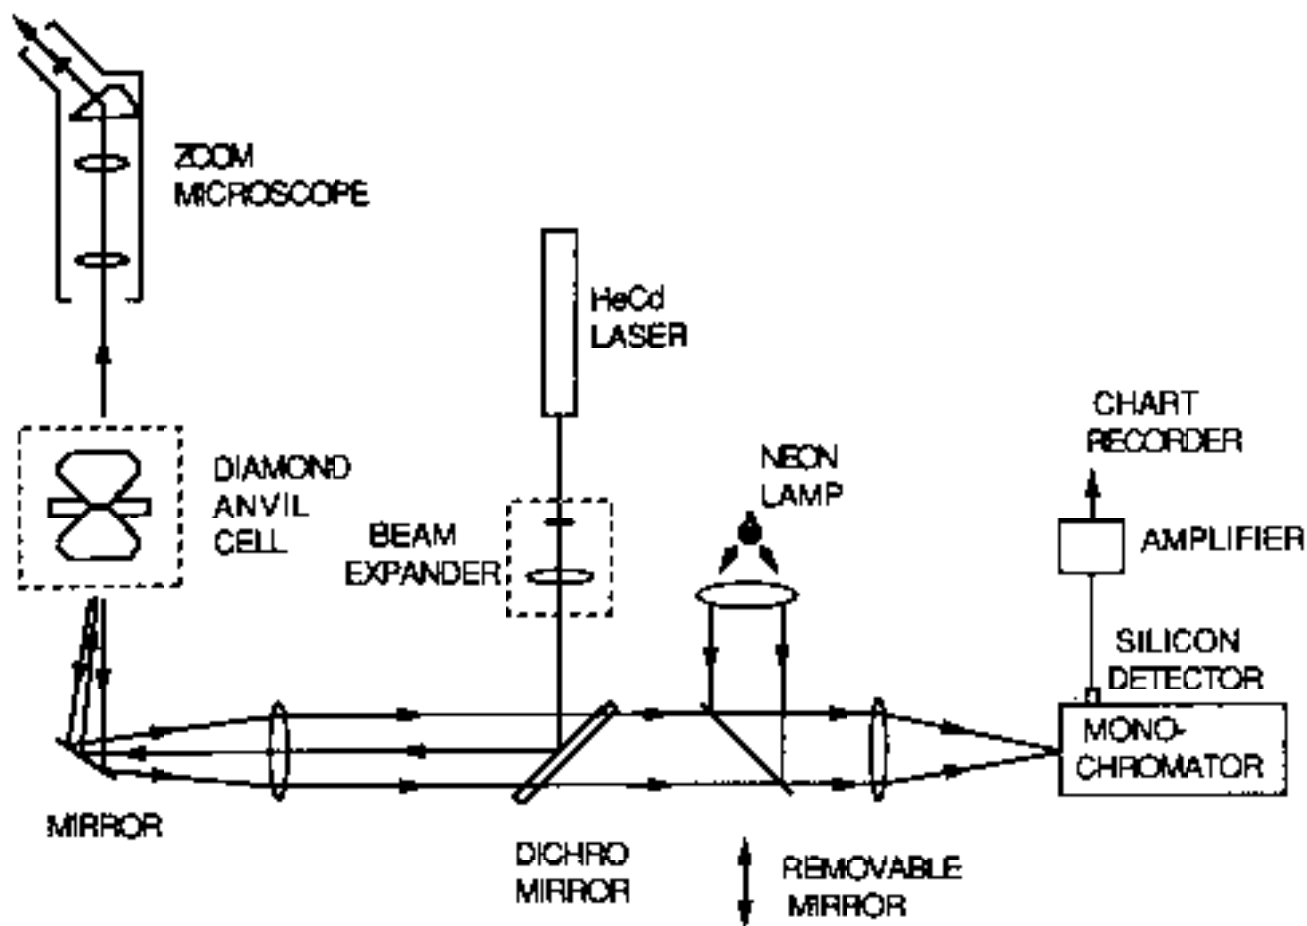 ZOOM
MICROSCOPE
HeCd
LASER
CHART
RECORDER
NEON
LAMP
DIAMOND
ANVIL
CELL
BEAM
EXPANDER
AMPLIFIER
SILICON
DETECTOR
MONO-
CHROMATOR
MIRROR
DICHRO
MIRROR
REMOVABLE
MIRROR